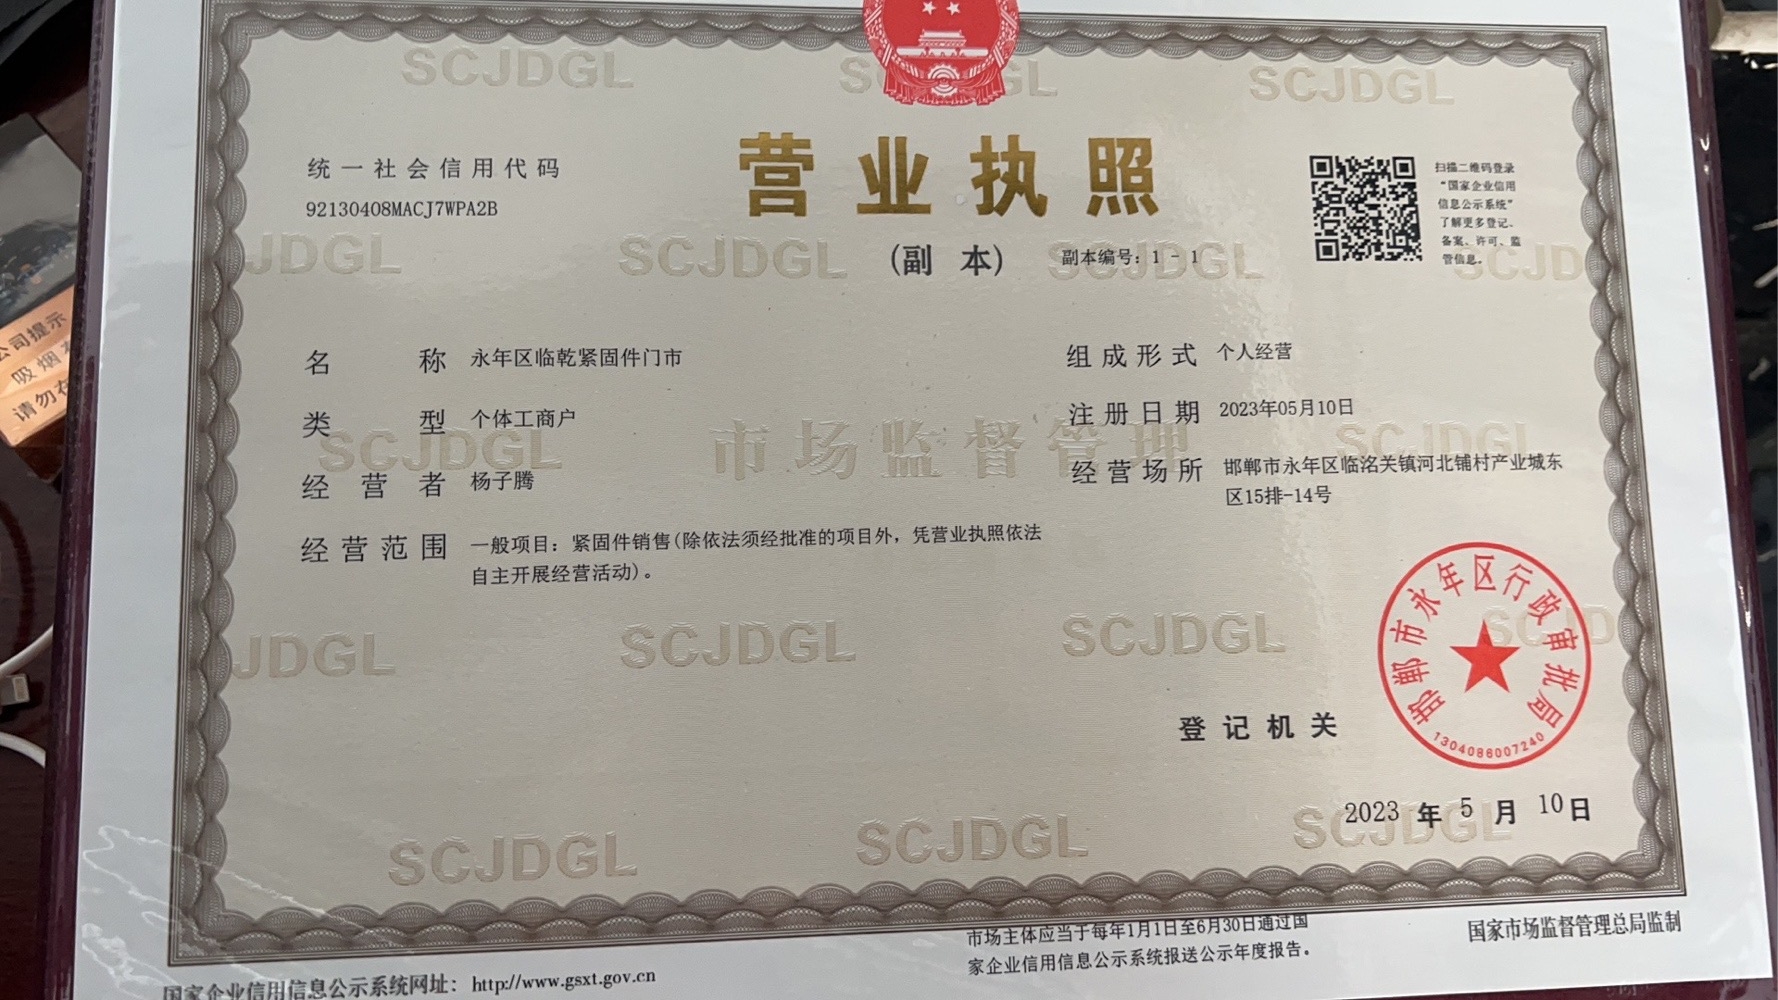 统一社会信用代码
92130408MACJ7WPA2B
营业执照
(副 本)
副本编号：1 - 1
扫描二维码登录
“国家企业信用
信息公示系统”
了解更多登记、
备案、许可、监
管信息。
名称 永年区临乾紧固件门市
类型 个体工商户
经营者 杨子腾
经营范围 一般项目：紧固件销售(除依法须经批准的项目外，凭营业执照依法
自主开展经营活动)。
组成形式 个人经营
注册日期 2023年05月10日
经营场所 邯郸市永年区临洺关镇河北铺村产业城东
区15排-14号
SCJDGL
SCJDGL
JDGL
SCJDGL
SCJDGL
SCJDGL
市场监督管理
SCJDGL
JDGL
SCJDGL
SCJDGL
SCJDGL
SCJDGL
SCJDGL
登记机关
邯郸市永年区行政审批局
1304086007240
2023 年 5 月 10 日
国家企业信用信息公示系统网址：http://www.gsxt.gov.cn
市场主体应当于每年1月1日至6月30日通过国
家企业信用信息公示系统报送公示年度报告。
国家市场监督管理总局监制
公司提示
吸烟
请勿在